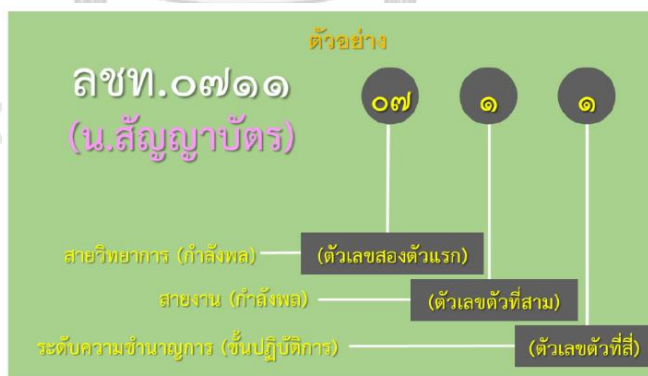 ตัวอย่าง
ลชท.๐๗๑๑
(น.สัญญาบัตร)
๐๗ ๑ ๑
สายวิทยาการ (กำลังพล) (ตัวเลขสองตัวแรก)
สายงาน (กำลังพล) (ตัวเลขตัวที่สาม)
ระดับความชำนาญการ (ขั้นปฏิบัติการ) (ตัวเลขตัวที่สี่)